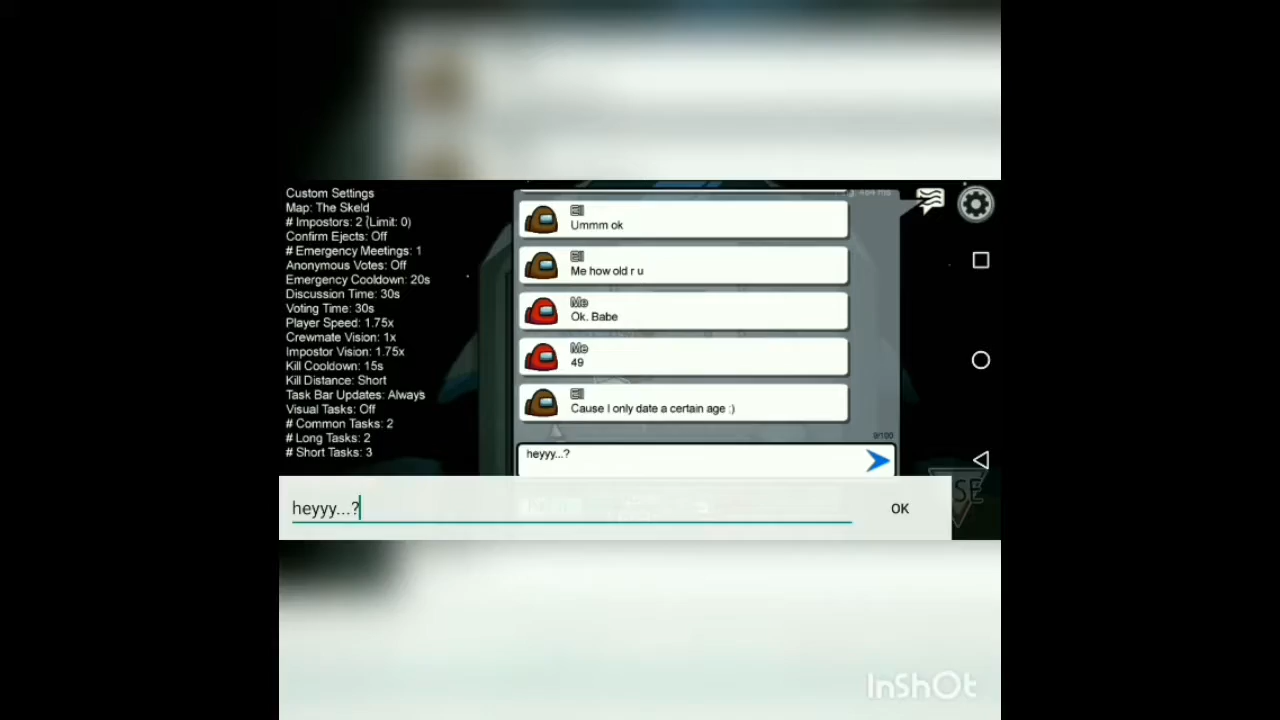 Custom Settings
Map: The Skeld
# Impostors: 2 (Limit: 0)
Confirm Ejects: Off
# Emergency Meetings: 1
Anonymous Votes: Off
Emergency Cooldown: 20s
Discussion Time: 30s
Voting Time: 30s
Player Speed: 1.75x
Crewmate Vision: 1x
Impostor Vision: 1.75x
Kill Cooldown: 15s
Kill Distance: Short
Task Bar Updates: Always
Visual Tasks: Off
# Common Tasks: 2
# Long Tasks: 2
# Short Tasks: 3
Ummm ok
Me how old r u
Me
Ok. Babe
Me
49
Cause I only date a certain age :)
9/100
heyyy...?
heyyy...?
OK
InShOt